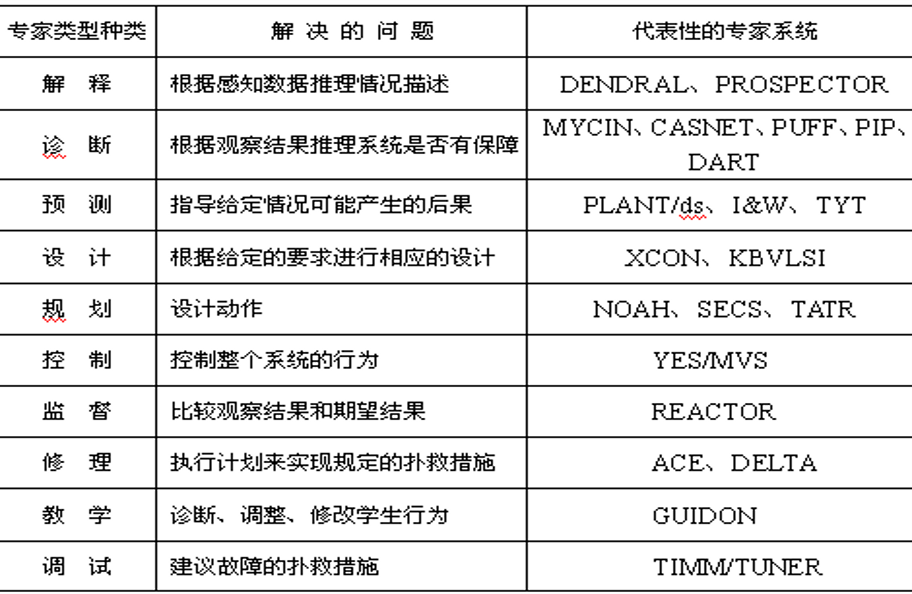 专家类型种类 解决的问题 代表性的专家系统
解释 根据感知数据推理情况描述 DENDRAL、PROSPECTOR
诊断 根据观察结果推理系统是否有保障 MYCIN、CASNET、PUFF、PIP、
DART
预测 指导给定情况可能产生的后果 PLANT/ds、I&W、TYT
设计 根据给定的要求进行相应的设计 XCON、KBVLSI
规划 设计动作 NOAH、SECS、TATR
控制 控制整个系统的行为 YES/MVS
监督 比较观察结果和期望结果 REACTOR
修理 执行计划来实现规定的扑救措施 ACE、DELTA
教学 诊断、调整、修改学生行为 GUIDON
调试 建议故障的扑救措施 TIMM/TUNER